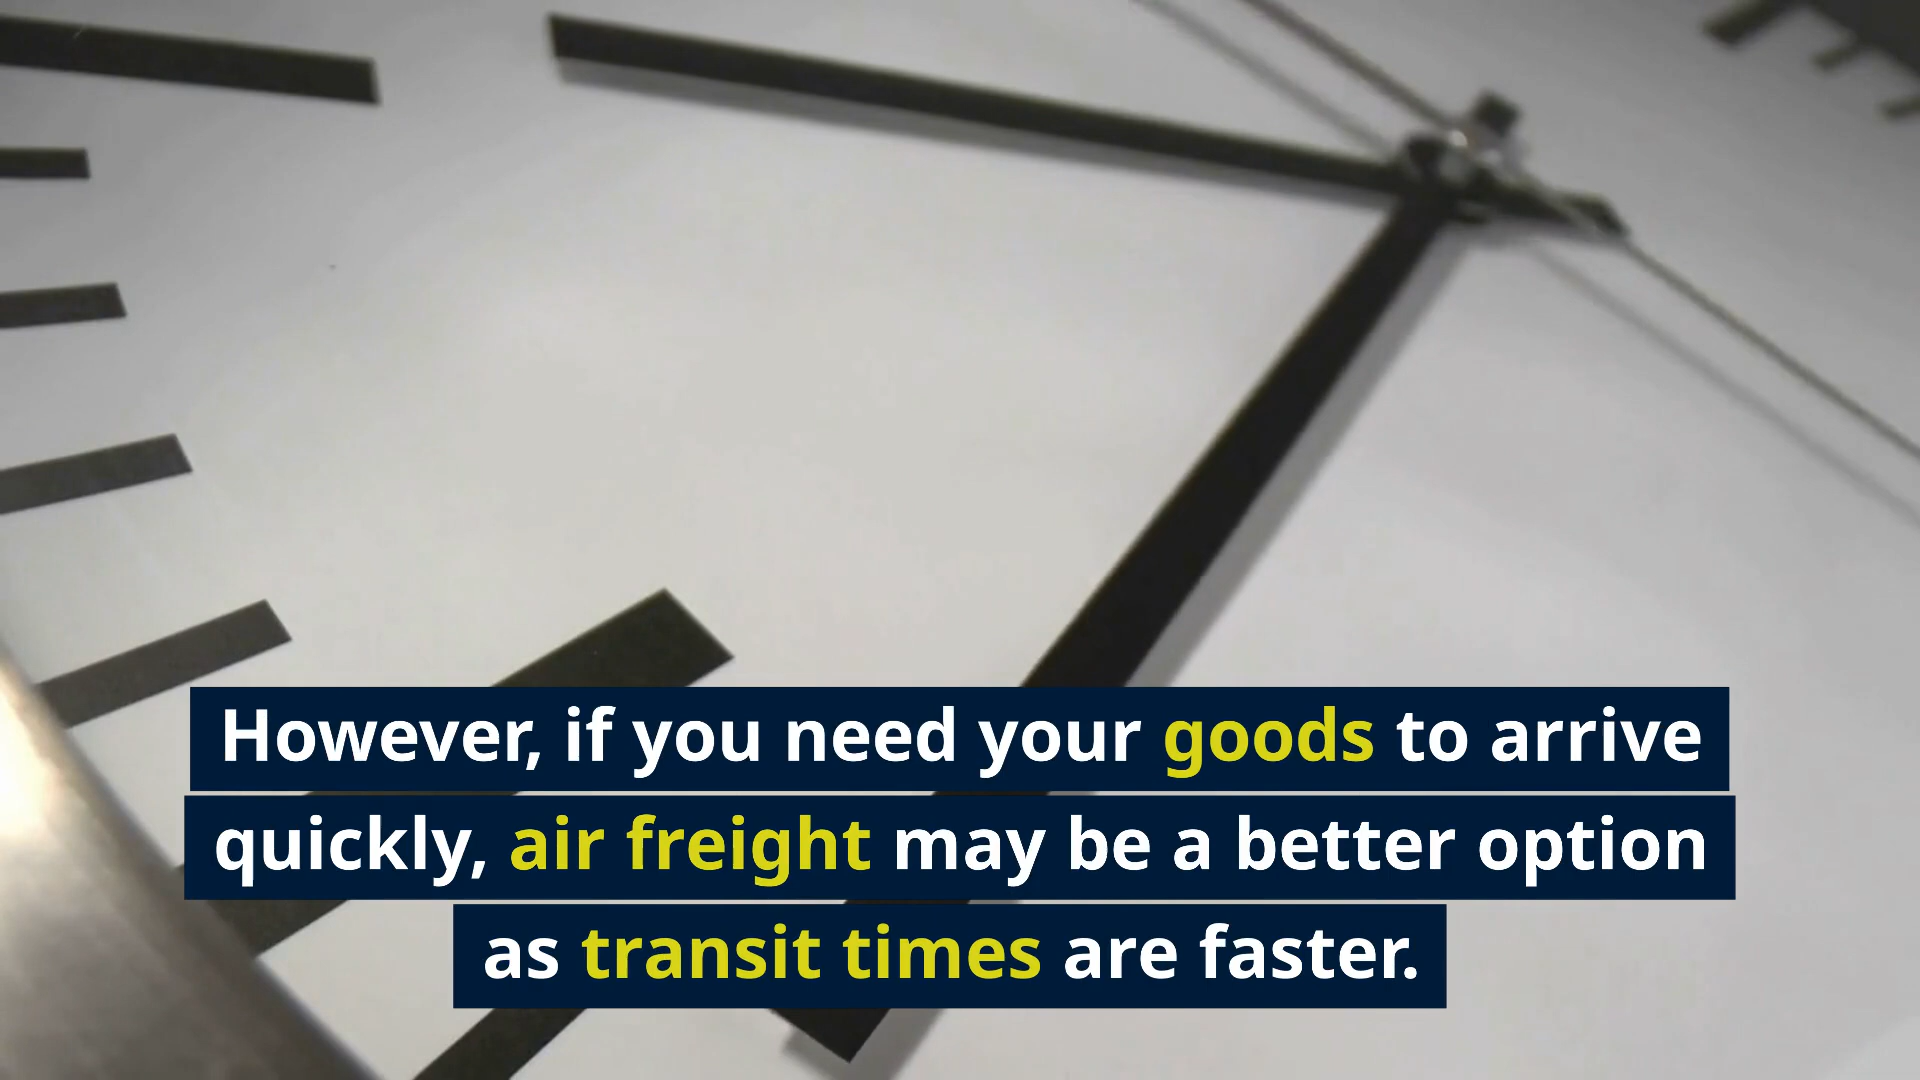 However, if you need your goods to arrive
quickly, air freight may be a better option
as transit times are faster.